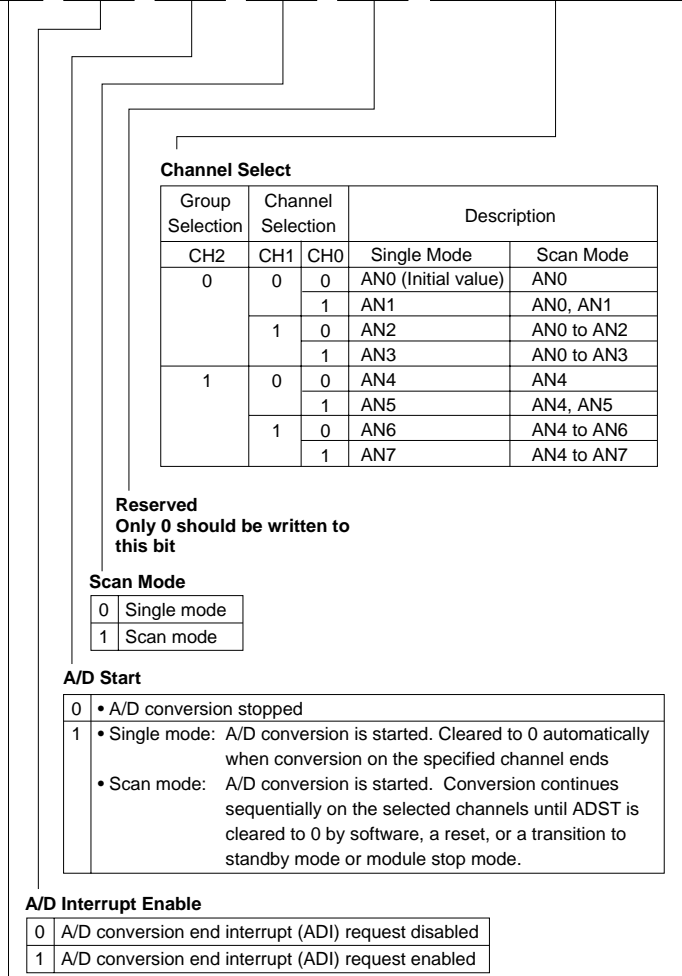 Channel Select
Group Selection Channel Selection Description
CH2 CH1 CH0 Single Mode Scan Mode
0 0 0 AN0 (Initial value) AN0
1 AN1 AN0, AN1
1 0 AN2 AN0 to AN2
1 AN3 AN0 to AN3
1 0 0 AN4 AN4
1 AN5 AN4, AN5
1 0 AN6 AN4 to AN6
1 AN7 AN4 to AN7
Reserved
Only 0 should be written to
this bit
Scan Mode
0 Single mode
1 Scan mode
A/D Start
0 • A/D conversion stopped
1 • Single mode: A/D conversion is started. Cleared to 0 automatically
when conversion on the specified channel ends
• Scan mode: A/D conversion is started. Conversion continues
sequentially on the selected channels until ADST is
cleared to 0 by software, a reset, or a transition to
standby mode or module stop mode.
A/D Interrupt Enable
0 A/D conversion end interrupt (ADI) request disabled
1 A/D conversion end interrupt (ADI) request enabled